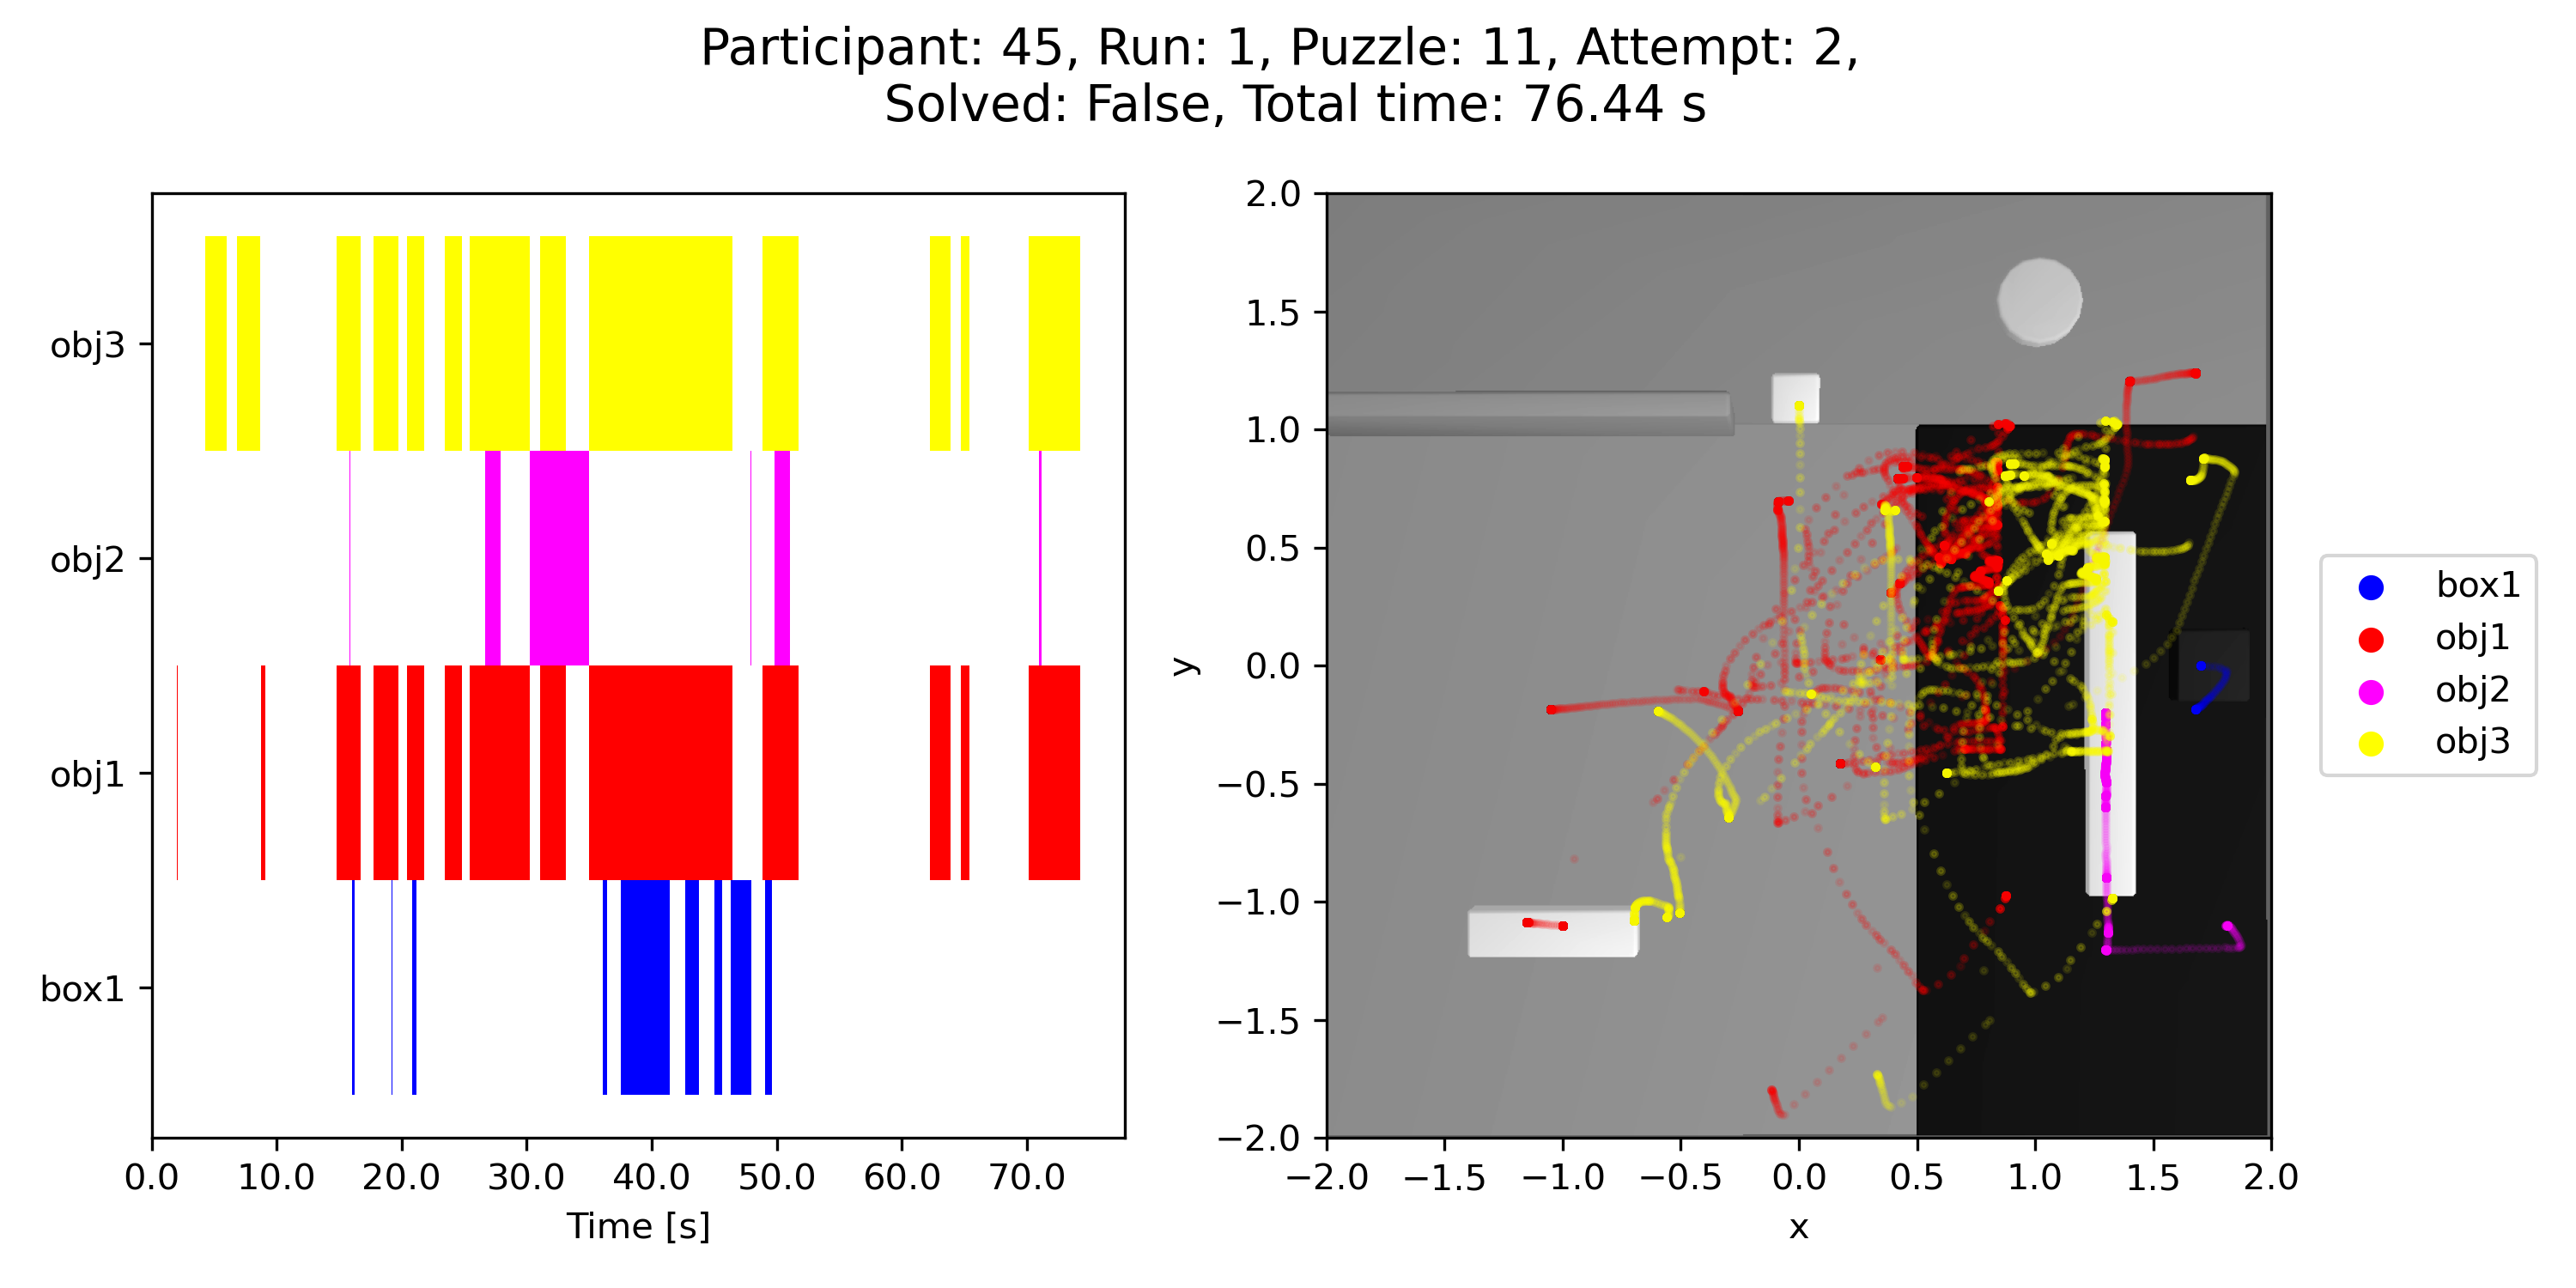 Participant: 45, Run: 1, Puzzle: 11, Attempt: 2,
Solved: False, Total time: 76.44 s
obj3
obj2
obj1
box1
0.0 10.0 20.0 30.0 40.0 50.0 60.0 70.0
Time [s]
2.0
1.5
1.0
0.5
0.0
−0.5
−1.0
−1.5
−2.0
y
−2.0 −1.5 −1.0 −0.5 0.0 0.5 1.0 1.5 2.0
x
box1
obj1
obj2
obj3